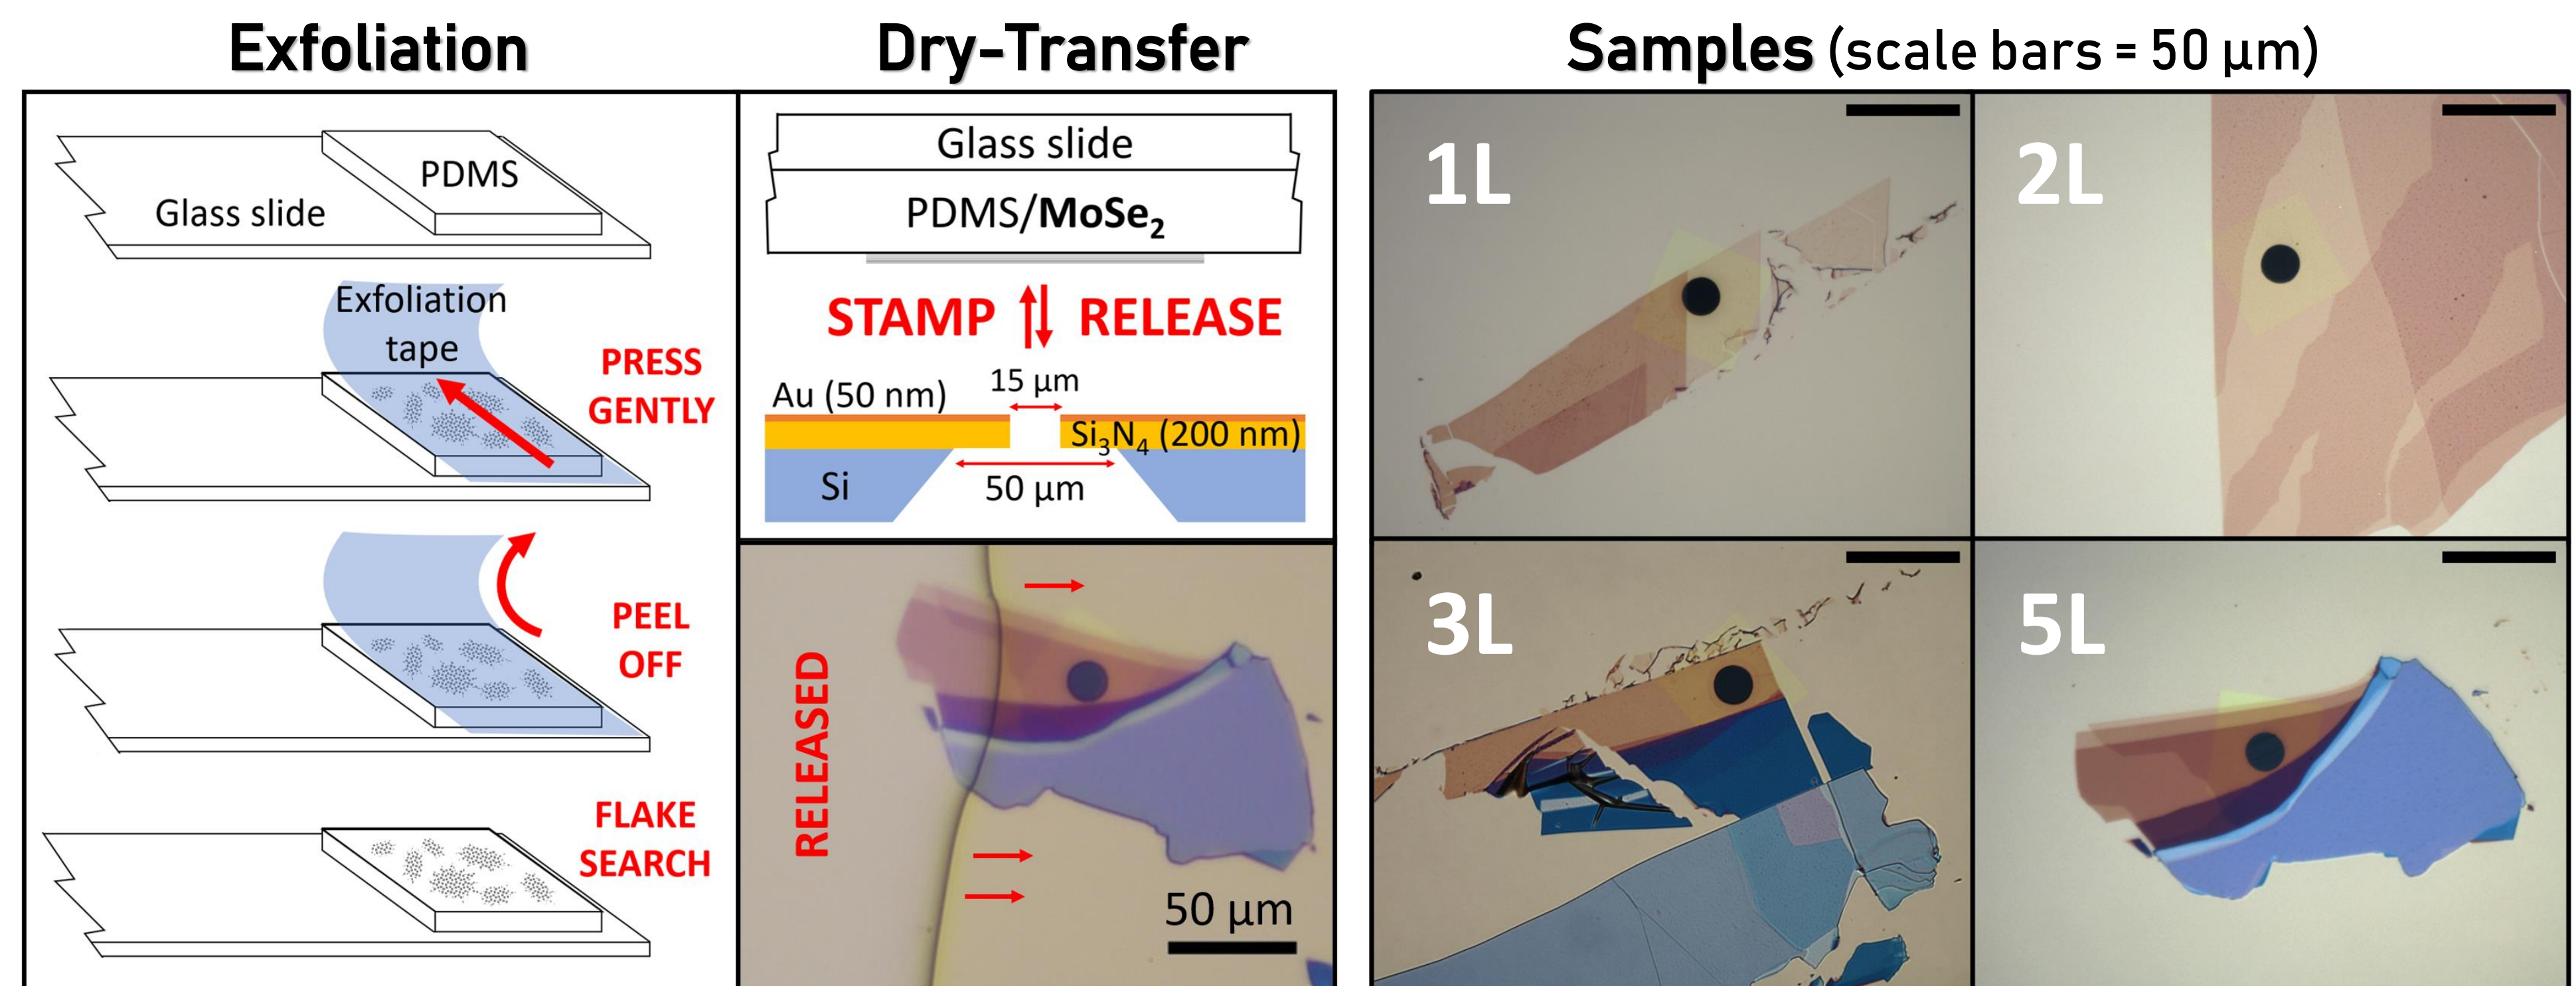 Exfoliation
PDMS
Glass slide
Exfoliation
tape
PRESS
GENTLY
PEEL
OFF
FLAKE
SEARCH
Dry-Transfer
Glass slide
PDMS/MoSe₂
STAMP
RELEASE
Au (50 nm)
15 µm
Si₃N₄ (200 nm)
Si
50 µm
RELEASED
50 µm
Samples (scale bars = 50 µm)
1L
2L
3L
5L